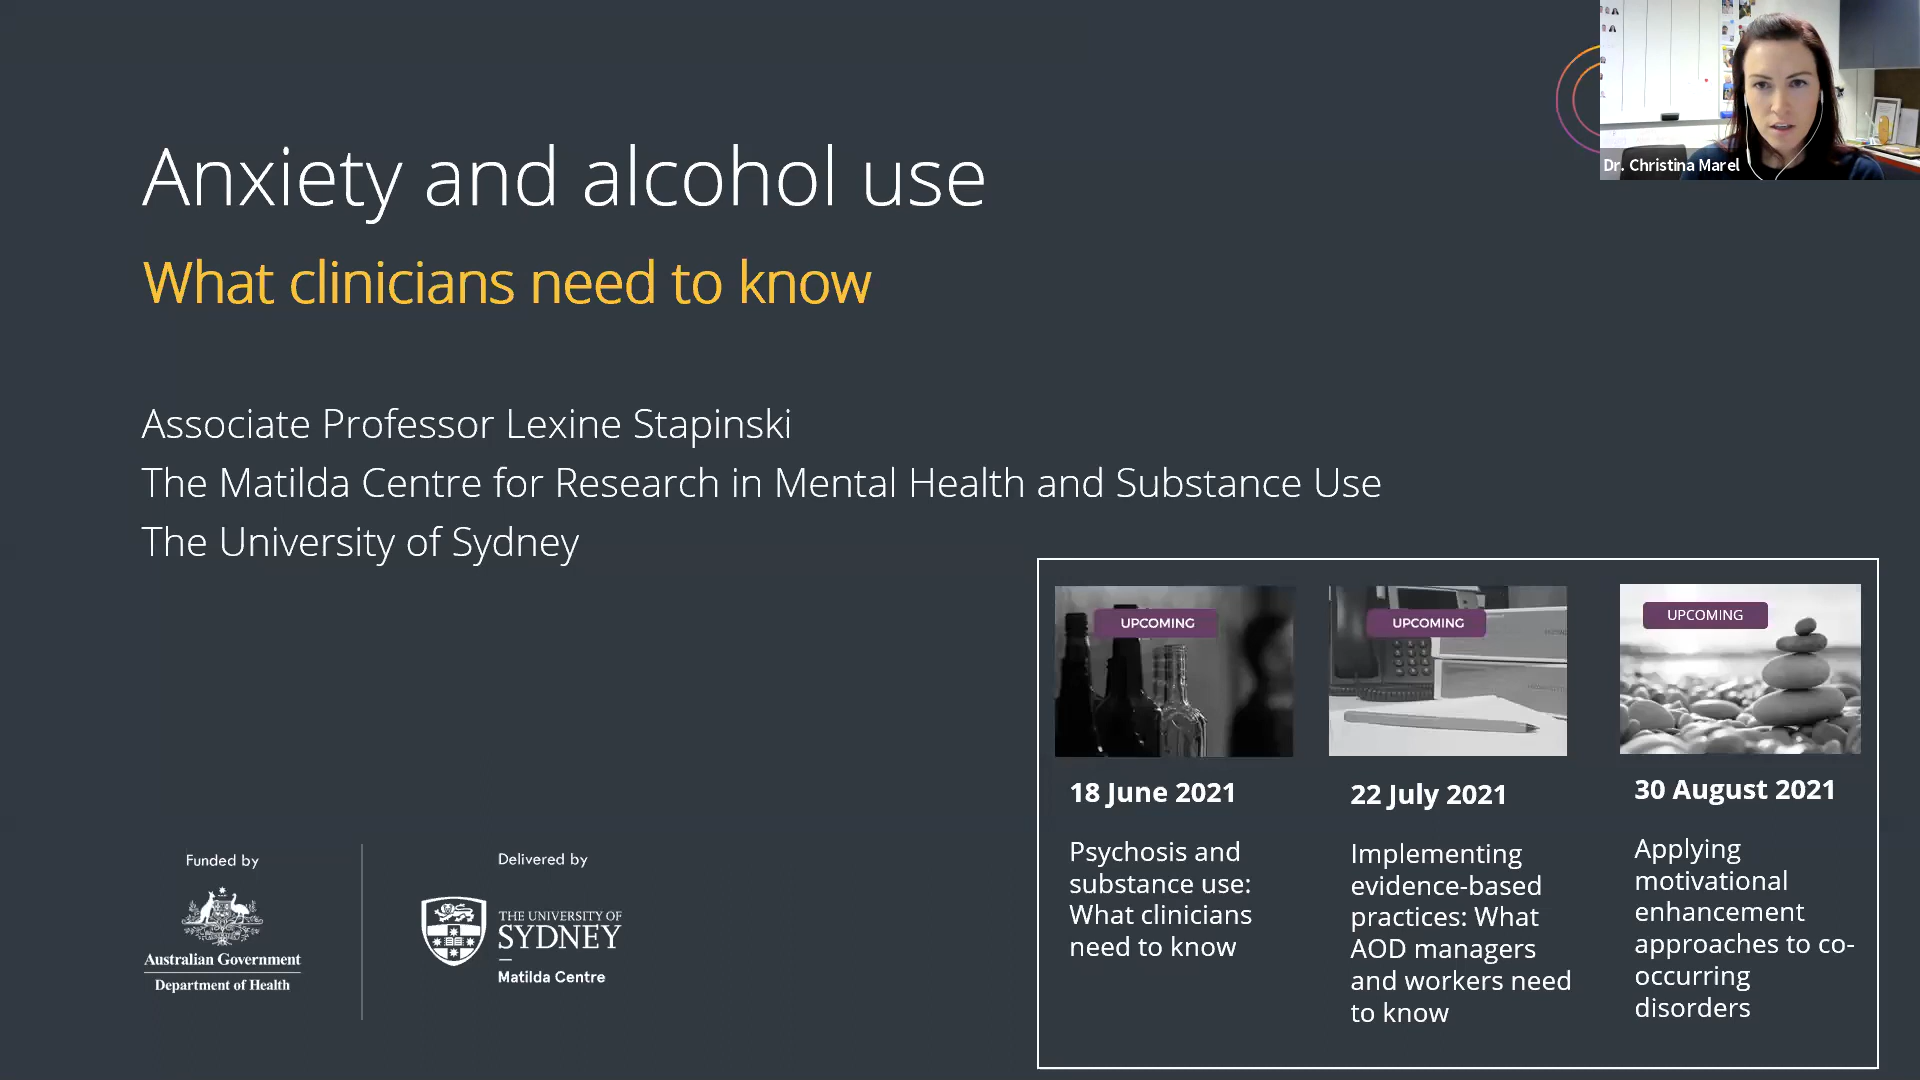 Dr. Christina Marel
Anxiety and alcohol use
What clinicians need to know
Associate Professor Lexine Stapinski
The Matilda Centre for Research in Mental Health and Substance Use
The University of Sydney
UPCOMING
18 June 2021
Psychosis and
substance use:
What clinicians
need to know
UPCOMING
22 July 2021
Implementing
evidence-based
practices: What
AOD managers
and workers need
to know
UPCOMING
30 August 2021
Applying
motivational
enhancement
approaches to co-
occurring
disorders
Funded by
Australian Government
Department of Health
Delivered by
THE UNIVERSITY OF
SYDNEY
Matilda Centre